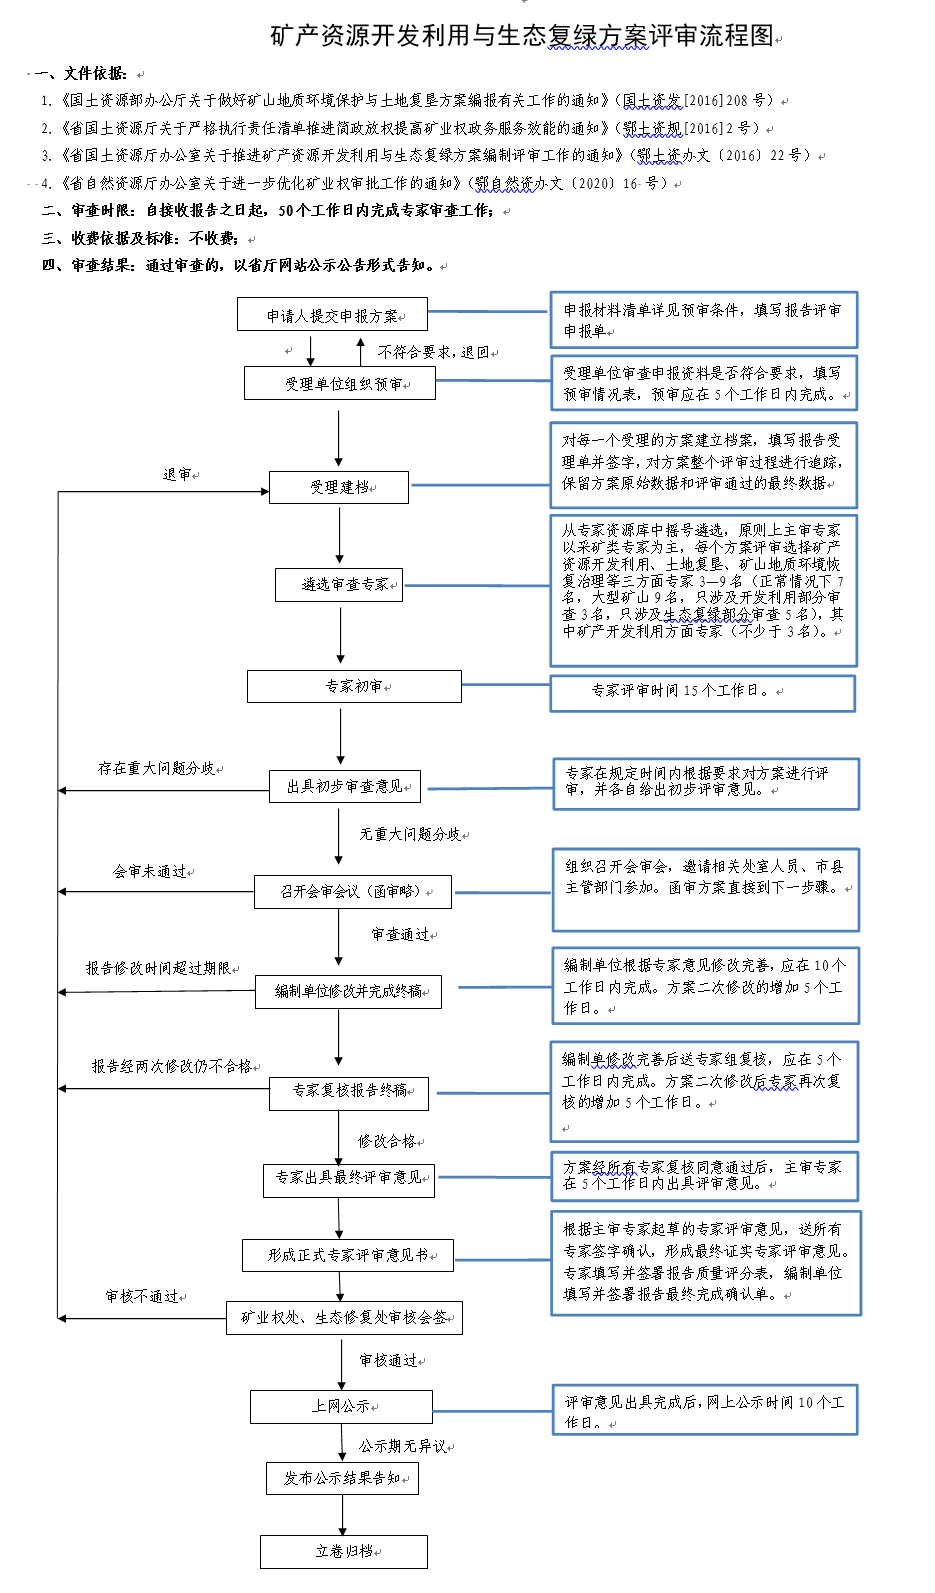 矿产资源开发利用与生态复绿方案评审流程图
一、文件依据:
1.《国土资源部办公厅关于做好矿山地质环境保护与土地复垦方案编报有关工作的通知》（国土资发[2016]208 号）
2.《省国土资源厅关于严格执行责任清单推进简政放权提高矿业权政务服务效能的通知》（鄂土资规[2016]2 号）
3.《省国土资源厅办公室关于推进矿产资源开发利用与生态复绿方案编制评审工作的通知》（鄂土资办文〔2016〕22 号）
4.《省自然资源厅办公室关于进一步优化矿业权审批工作的通知》（鄂自然资办文〔2020〕16 号）
二、审查时限：自接收报告之日起，50个工作日内完成专家审查工作；
三、收费依据及标准：不收费；
四、审查结果：通过审查的，以省厅网站公示公告形式告知。
申请人提交申报方案
申报材料清单详见预审条件，填写报告评审
申报单
不符合要求，退回
受理单位组织预审
受理单位审查申报资料是否符合要求，填写
预审情况表，预审应在 5 个工作日内完成。
退审
受理建档
对每一个受理的方案建立档案，填写报告受
理单并签字，对方案整个评审过程进行追踪，
保留方案原始数据和评审通过的最终数据
遴选审查专家
从专家资源库中摇号遴选，原则上主审专家
以采矿类专家为主，每个方案评审选择矿产
资源开发利用、土地复垦、矿山地质环境恢
复治理等三方面专家 3—9 名（正常情况下 7
名，大型矿山 9 名，只涉及开发利用部分审
查 3 名，只涉及生态复绿部分审查 5 名），其
中矿产开发利用方面专家（不少于 3 名）。
专家初审
专家评审时间 15 个工作日。
存在重大问题分歧
出具初步审查意见
专家在规定时间内根据要求对方案进行评
审，并各自给出初步评审意见。
无重大问题分歧
会审未通过
召开会审会议（函审略）
组织召开会审会，邀请相关处室人员、市县
主管部门参加。函审方案直接到下一步骤。
审查通过
报告修改时间超过期限
编制单位修改并完成终稿
编制单位根据专家意见修改完善，应在 10 个
工作日内完成。方案二次修改的增加 5 个工
作日。
报告经两次修改仍不合格
专家复核报告终稿
编制单修改完善后送专家组复核，应在 5 个
工作日内完成。方案二次修改后专家再次复
核的增加 5 个工作日。
修改合格
专家出具最终评审意见
方案经所有专家复核同意通过后，主审专家
在 5 个工作日内出具评审意见。
形成正式专家评审意见书
根据主审专家起草的专家评审意见，送所有
专家签字确认，形成最终证实专家评审意见。
专家填写并签署报告质量评分表，编制单位
填写并签署报告最终完成确认单。
审核不通过
矿业权处、生态修复处审核会签
审核通过
上网公示
评审意见出具完成后，网上公示时间 10 个工
作日。
公示期无异议
发布公示结果告知
立卷归档